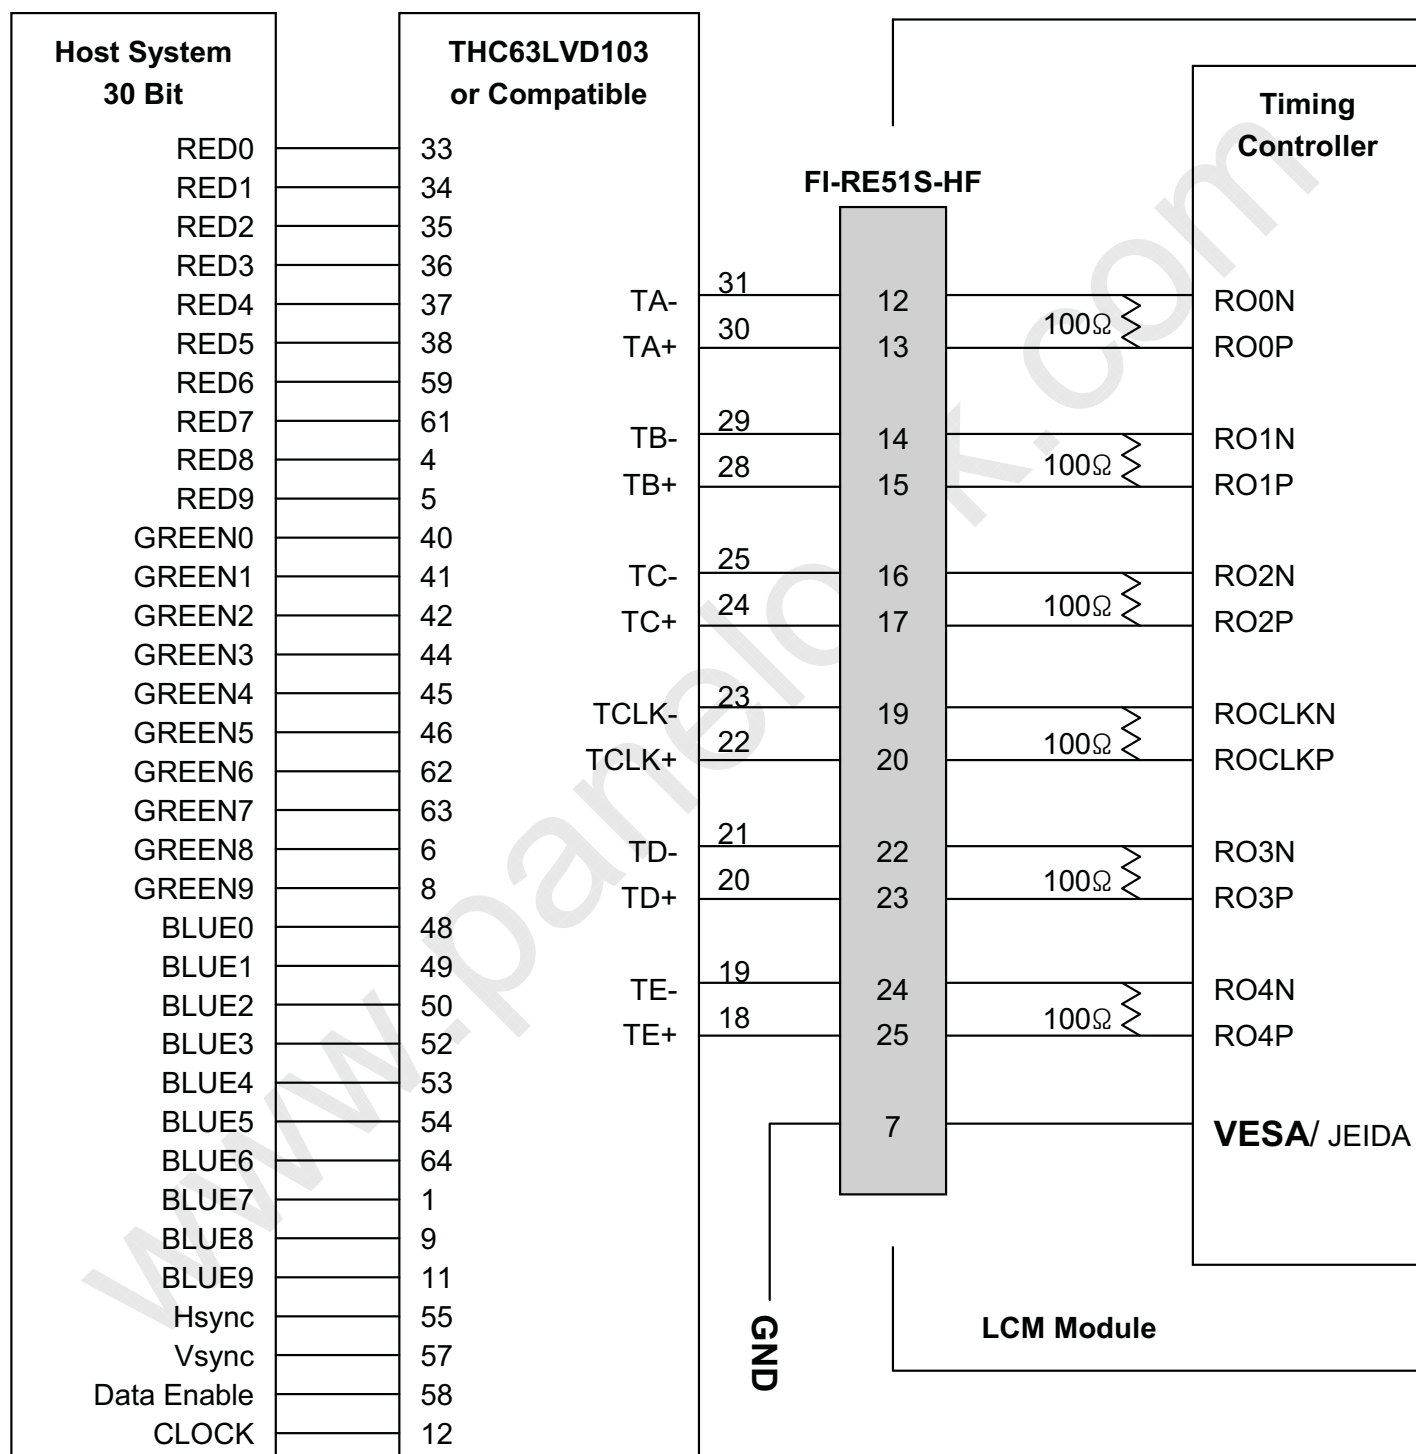 Host System
30 Bit
THC63LVD103
or Compatible
Timing
Controller
FI-RE51S-HF
RED0 33
RED1 34
RED2 35
RED3 36
RED4 37
RED5 38
RED6 59
RED7 61
RED8 4
RED9 5
GREEN0 40
GREEN1 41
GREEN2 42
GREEN3 44
GREEN4 45
GREEN5 46
GREEN6 62
GREEN7 63
GREEN8 6
GREEN9 8
BLUE0 48
BLUE1 49
BLUE2 50
BLUE3 52
BLUE4 53
BLUE5 54
BLUE6 64
BLUE7 1
BLUE8 9
BLUE9 11
Hsync 55
Vsync 57
Data Enable 58
CLOCK 12
TA- 31 12 RO0N
100Ω
TA+ 30 13 RO0P
TB- 29 14 RO1N
100Ω
TB+ 28 15 RO1P
TC- 25 16 RO2N
100Ω
TC+ 24 17 RO2P
TCLK- 23 19 ROCLKN
100Ω
TCLK+ 22 20 ROCLKP
TD- 21 22 RO3N
100Ω
TD+ 20 23 RO3P
TE- 19 24 RO4N
100Ω
TE+ 18 25 RO4P
7 VESA/ JEIDA
GND
LCM Module